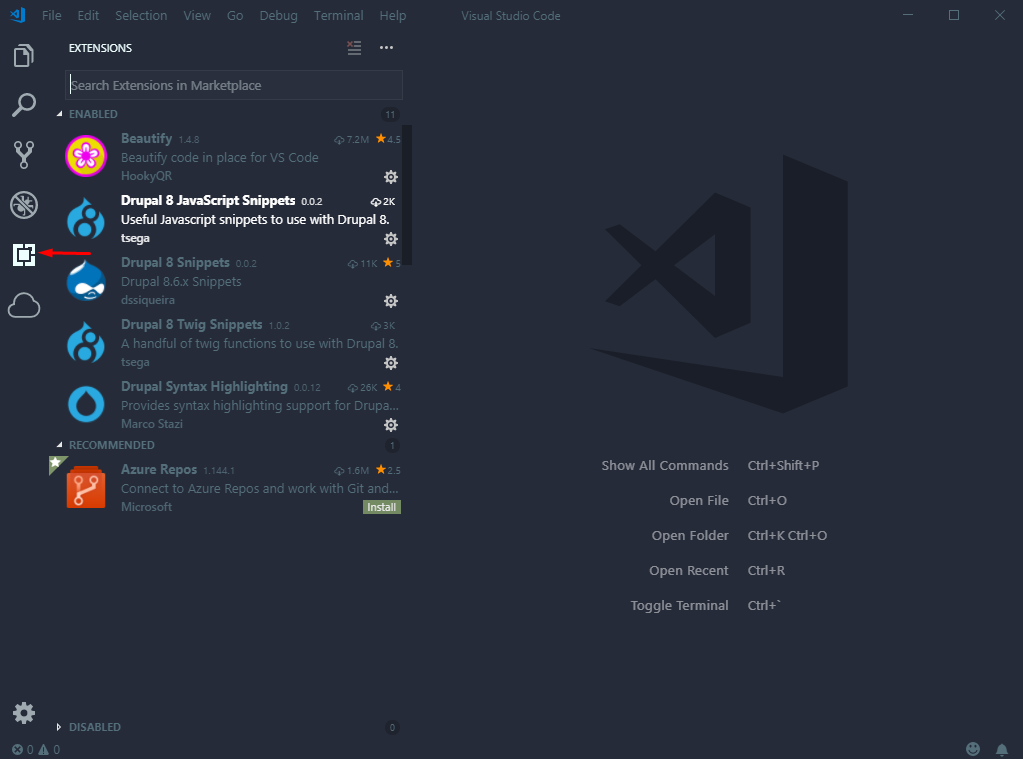 File Edit Selection View Go Debug Terminal Help Visual Studio Code
EXTENSIONS
Search Extensions in Marketplace
ENABLED 11
Beautify 1.4.8 7.2M 4.5
Beautify code in place for VS Code
HookyQR
Drupal 8 JavaScript Snippets 0.0.2 2K
Useful Javascript snippets to use with Drupal 8.
tsega
Drupal 8 Snippets 0.0.2 11K 5
Drupal 8.6.x Snippets
dssiqueira
Drupal 8 Twig Snippets 1.0.2 3K
A handful of twig functions to use with Drupal 8.
tsega
Drupal Syntax Highlighting 0.0.12 26K 4
Provides syntax highlighting support for Drupa...
Marco Stazi
RECOMMENDED 1
Azure Repos 1.144.1 1.6M 2.5
Connect to Azure Repos and work with Git and...
Microsoft Install
Show All Commands Ctrl+Shift+P
Open File Ctrl+O
Open Folder Ctrl+K Ctrl+O
Open Recent Ctrl+R
Toggle Terminal Ctrl+`
DISABLED 0
0 0